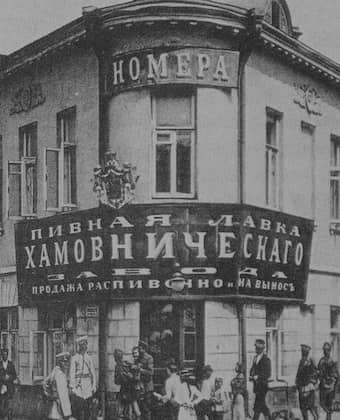 НОМЕРА
ПИВНАЯ ЛАВКА
ХАМОВНИЧЕСКАГО
ЗАВОДА
ПРОДАЖА РАСПИВОЧНО И НА ВЫНОСЪ